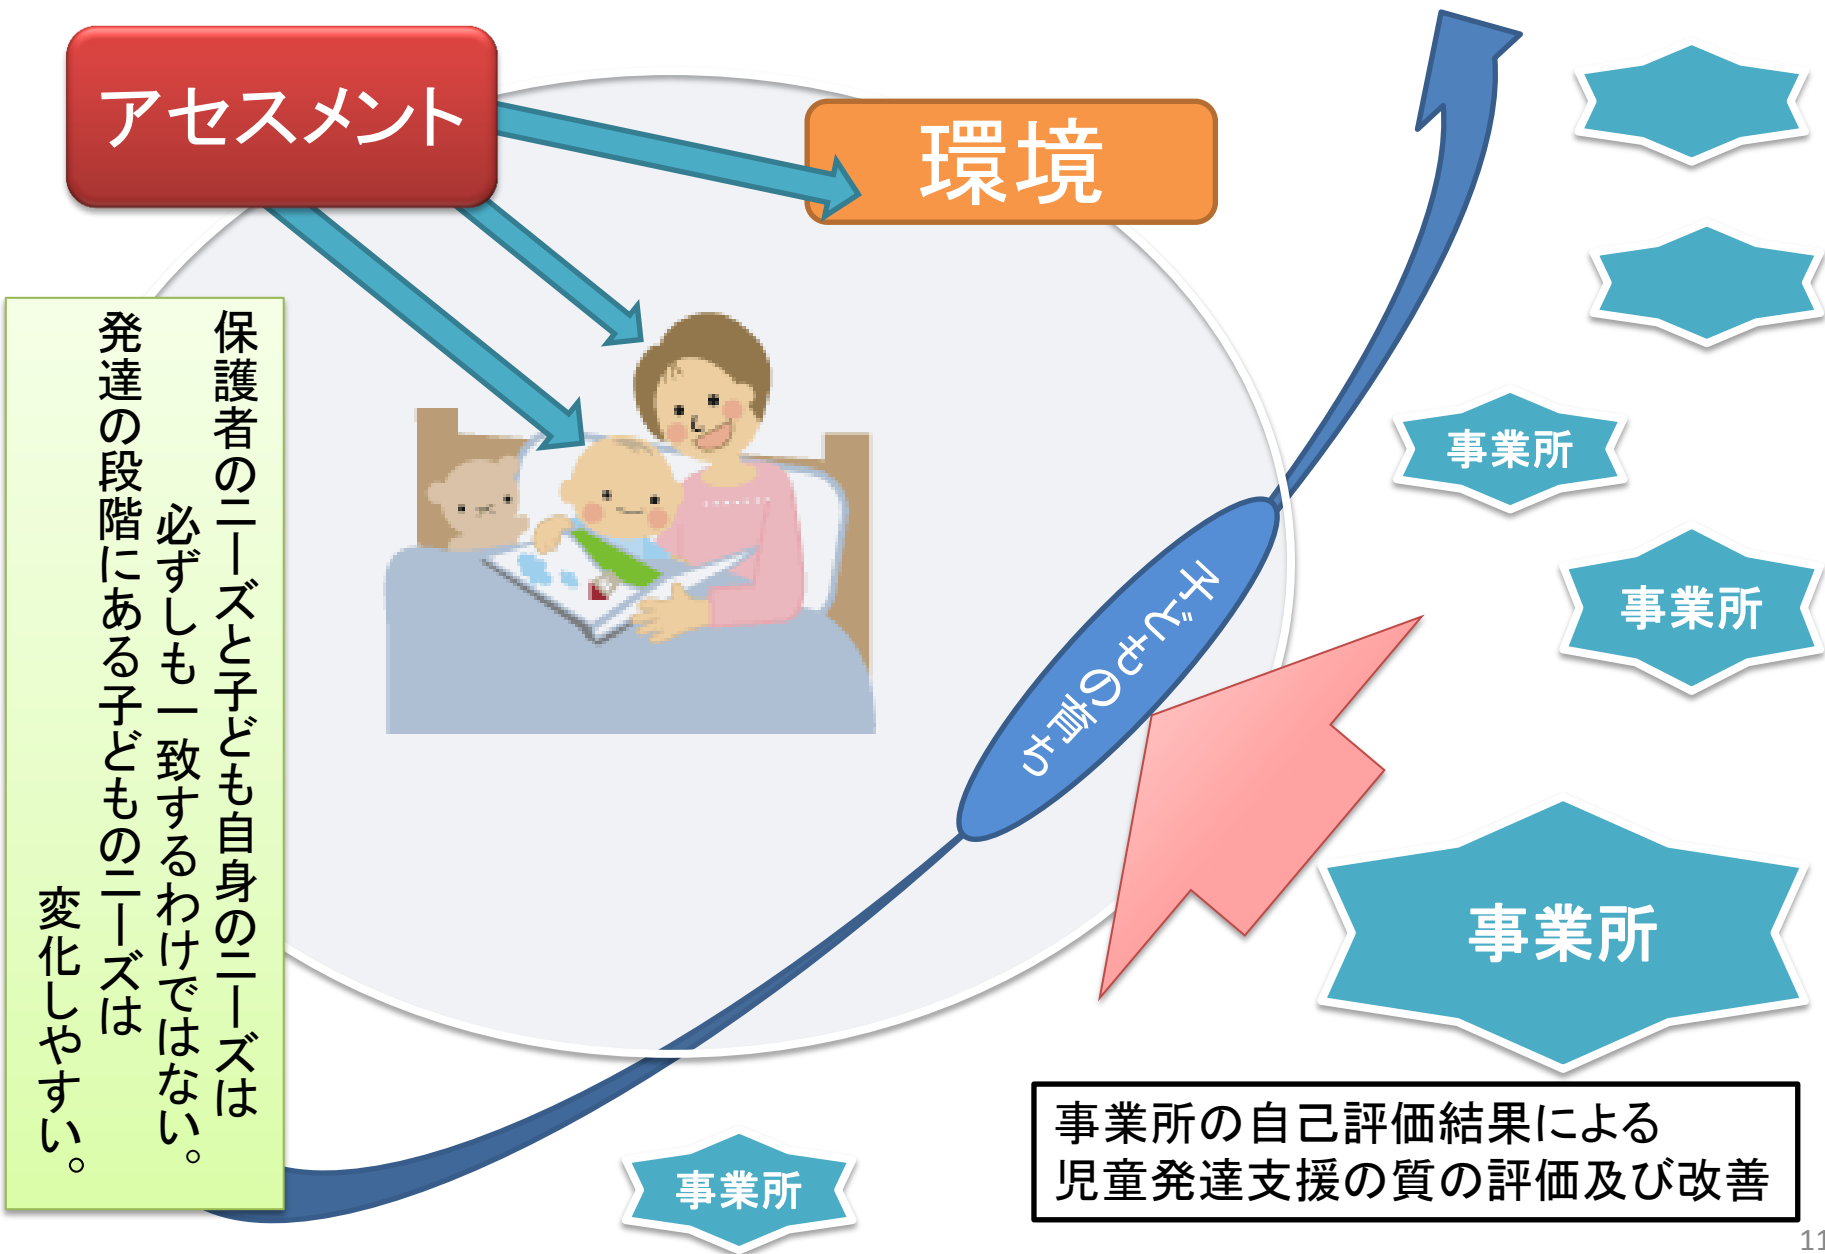 アセスメント
環境
保護者のニーズと子ども自身のニーズは
必ずしも一致するわけではない。
発達の段階にある子どものニーズは
変化しやすい。
子どもの育ち
事業所
事業所
事業所
事業所
事業所の自己評価結果による
児童発達支援の質の評価及び改善
11